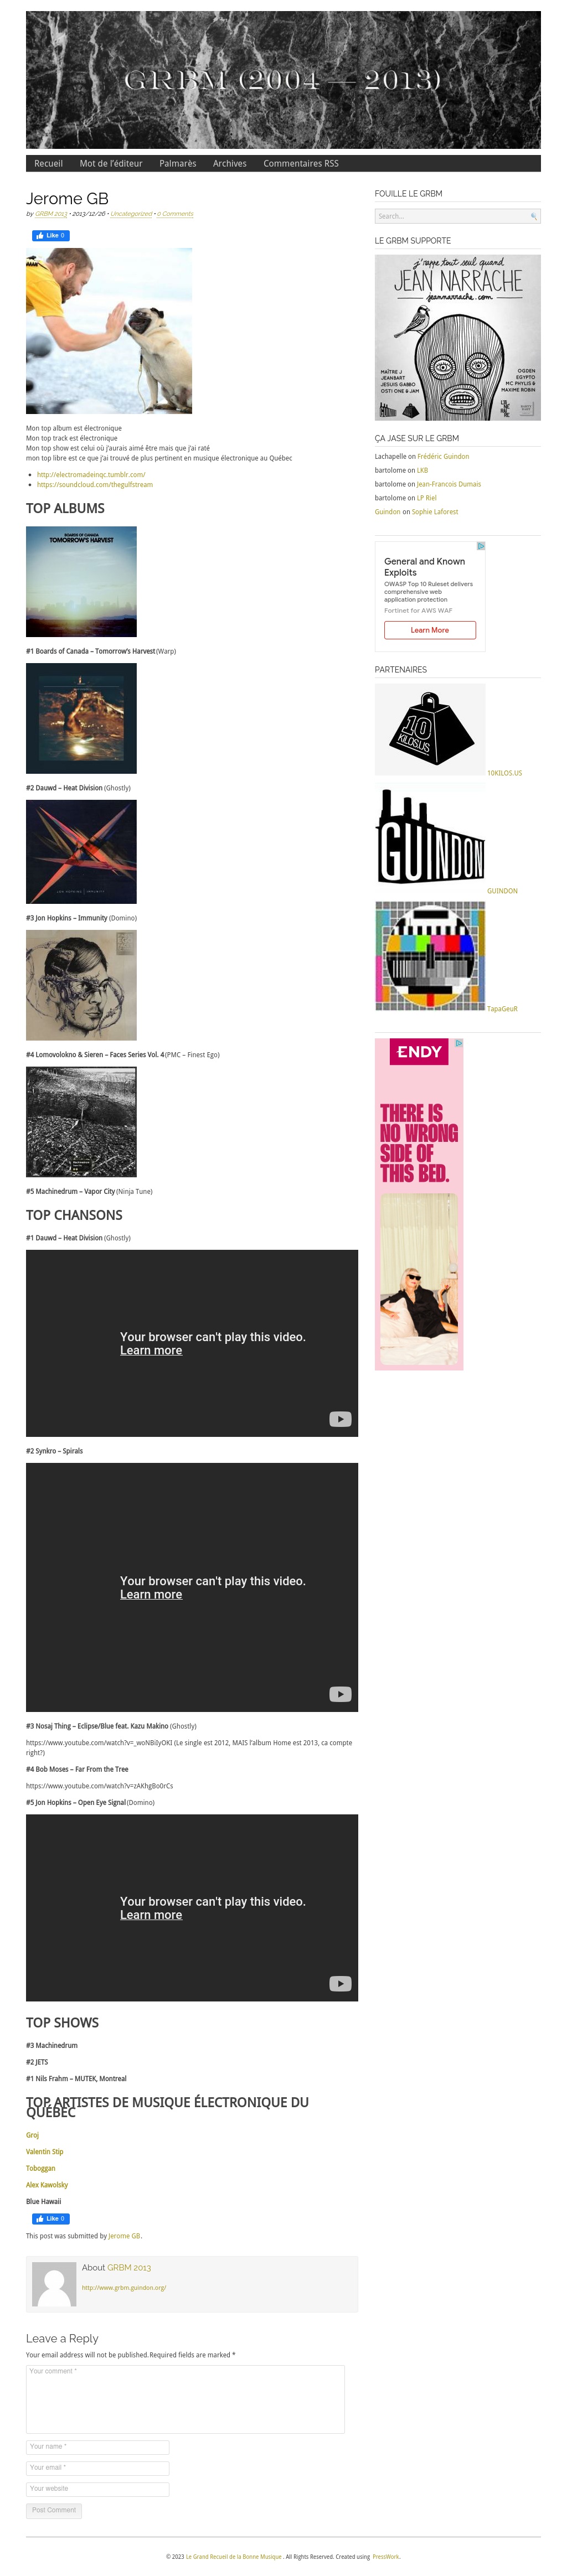 GRBM (2004 — 2013)
Recueil
Mot de l'éditeur
Palmarès
Archives
Commentaires RSS
Jerome GB
by GRBM 2013 • 2013/12/26 • Uncategorized • 0 Comments
Like 0
Mon top album est électronique
Mon top track est électronique
Mon top show est celui où j'aurais aimé être mais que j'ai raté
mon top libre est ce que j'ai trouvé de plus pertinent en musique électronique au Québec
http://electromadeinqc.tumblr.com/
https://soundcloud.com/thegulfstream
TOP ALBUMS
BOARDS OF CANADA
TOMORROW'S HARVEST
#1 Boards of Canada – Tomorrow's Harvest (Warp)
#2 Dauwd – Heat Division (Ghostly)
JON HOPKINS | IMMUNITY
#3 Jon Hopkins – Immunity (Domino)
#4 Lomovolokno & Sieren – Faces Series Vol. 4 (PMC – Finest Ego)
#5 Machinedrum – Vapor City (Ninja Tune)
TOP CHANSONS
#1 Dauwd – Heat Division (Ghostly)
Your browser can't play this video.
Learn more
#2 Synkro – Spirals
Your browser can't play this video.
Learn more
#3 Nosaj Thing – Eclipse/Blue feat. Kazu Makino (Ghostly)
https://www.youtube.com/watch?v=_woNBiIyOKI (Le single est 2012, MAIS l'album Home est 2013, ca compte
right?)
#4 Bob Moses – Far From the Tree
https://www.youtube.com/watch?v=zAKhgBo0rCs
#5 Jon Hopkins – Open Eye Signal (Domino)
Your browser can't play this video.
Learn more
TOP SHOWS
#3 Machinedrum
#2 JETS
#1 Nils Frahm – MUTEK, Montreal
TOP ARTISTES DE MUSIQUE ÉLECTRONIQUE DU
QUÉBEC
Groj
Valentin Stip
Toboggan
Alex Kawolsky
Blue Hawaii
Like 0
This post was submitted by Jerome GB.
About GRBM 2013
http://www.grbm.guindon.org/
Leave a Reply
Your email address will not be published. Required fields are marked *
Your comment *
Your name *
Your email *
Your website
Post Comment
FOUILLE LE GRBM
Search...
LE GRBM SUPPORTE
j'rappe tout seul quand
JEAN NARRACHE
jeannarrache.com
MAÎTRE J
JEANBART
JESUIS GABBO
OSTI ONE & JAM
OGDEN
EGYPTO
MC PHYLIS &
MAXIME ROBIN
ÇA JASE SUR LE GRBM
Lachapelle on Frédéric Guindon
bartolome on LKB
bartolome on Jean-Francois Dumais
bartolome on LP Riel
Guindon on Sophie Laforest
General and Known
Exploits
OWASP Top 10 Ruleset delivers
comprehensive web
application protection
Fortinet for AWS WAF
Learn More
PARTENAIRES
10
KILOS.US
10KILOS.US
GUINDON
GUINDON
TapaGeuR
ENDY
THERE IS
NO WRONG
SIDE OF
THIS BED.
© 2023 Le Grand Recueil de la Bonne Musique . All Rights Reserved. Created using PressWork.